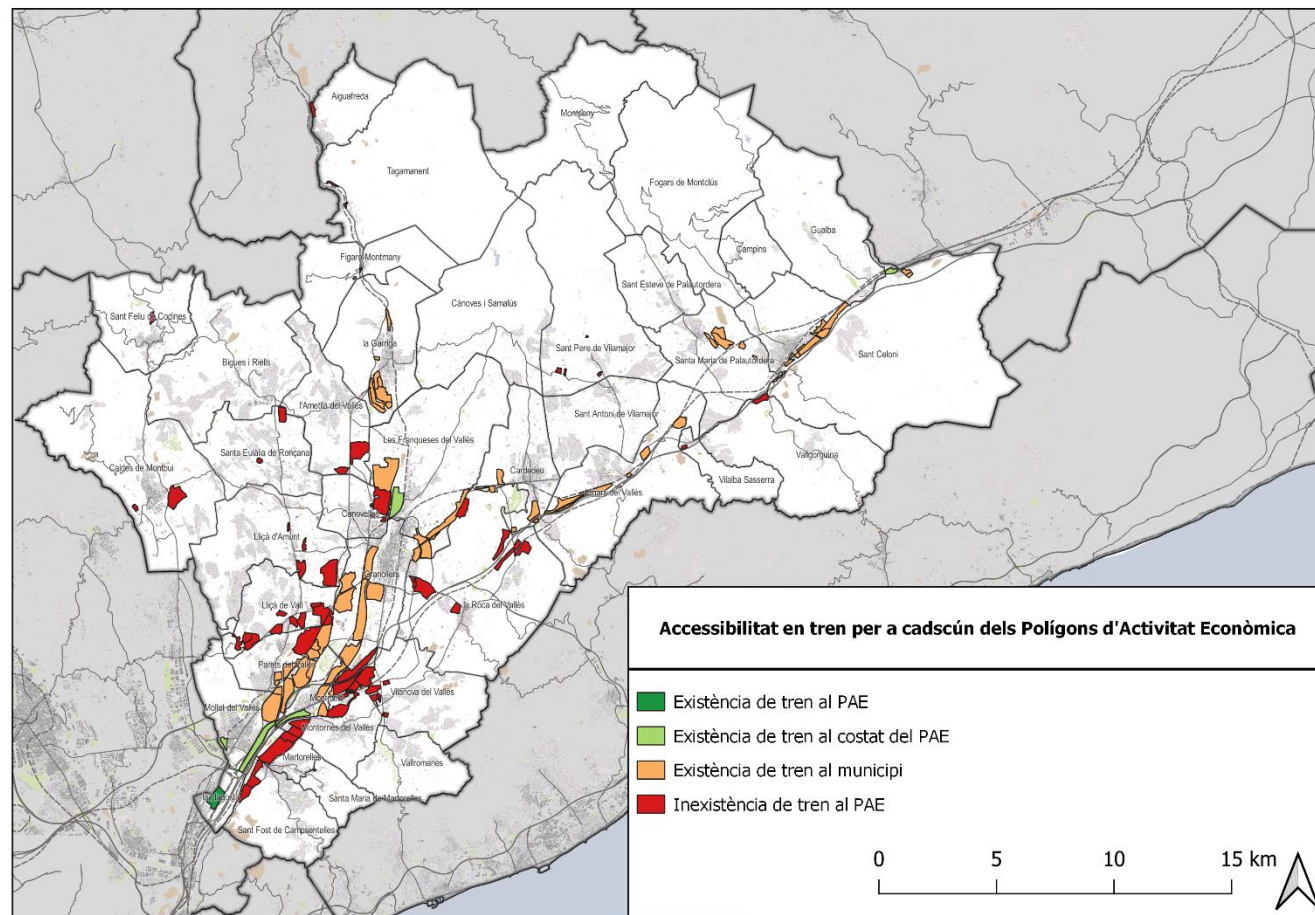 Aiguafreda
Montseny
Tagamanent
Fogars de Montclús
Gualba
Campins
Figaro-Montmany
Sant Esteve de Palautordera
Cànoves i Samalús
Sant Feliu de Codines
la Garriga
Sant Pere de Vilamajor
Santa Maria de Palautordera
Sant Celoni
Bigues i Riells
l'Ametlla del Vallès
Sant Antoni de Vilamajor
Les Franqueses del Vallès
Santa Eulàlia de Ronçana
Vallgorguina
Caldes de Montbui
Cardedeu
Vilalba Sasserra
Llinars del Vallès
Canovelles
Lliçà d'Amunt
Granollers
Lliçà de Vall
la Roca del Vallès
Parets del Vallès
Vilanova del Vallès
Mollet del Vallès
Montornès del Vallès
Martorelles
Vallromanes
Santa Maria de Martorelles
Sant Fost de Campsentelles
Accessibilitat en tren per a cadscún dels Polígons d'Activitat Econòmica
Existència de tren al PAE
Existència de tren al costat del PAE
Existència de tren al municipi
Inexistència de tren al PAE
0 5 10 15 km